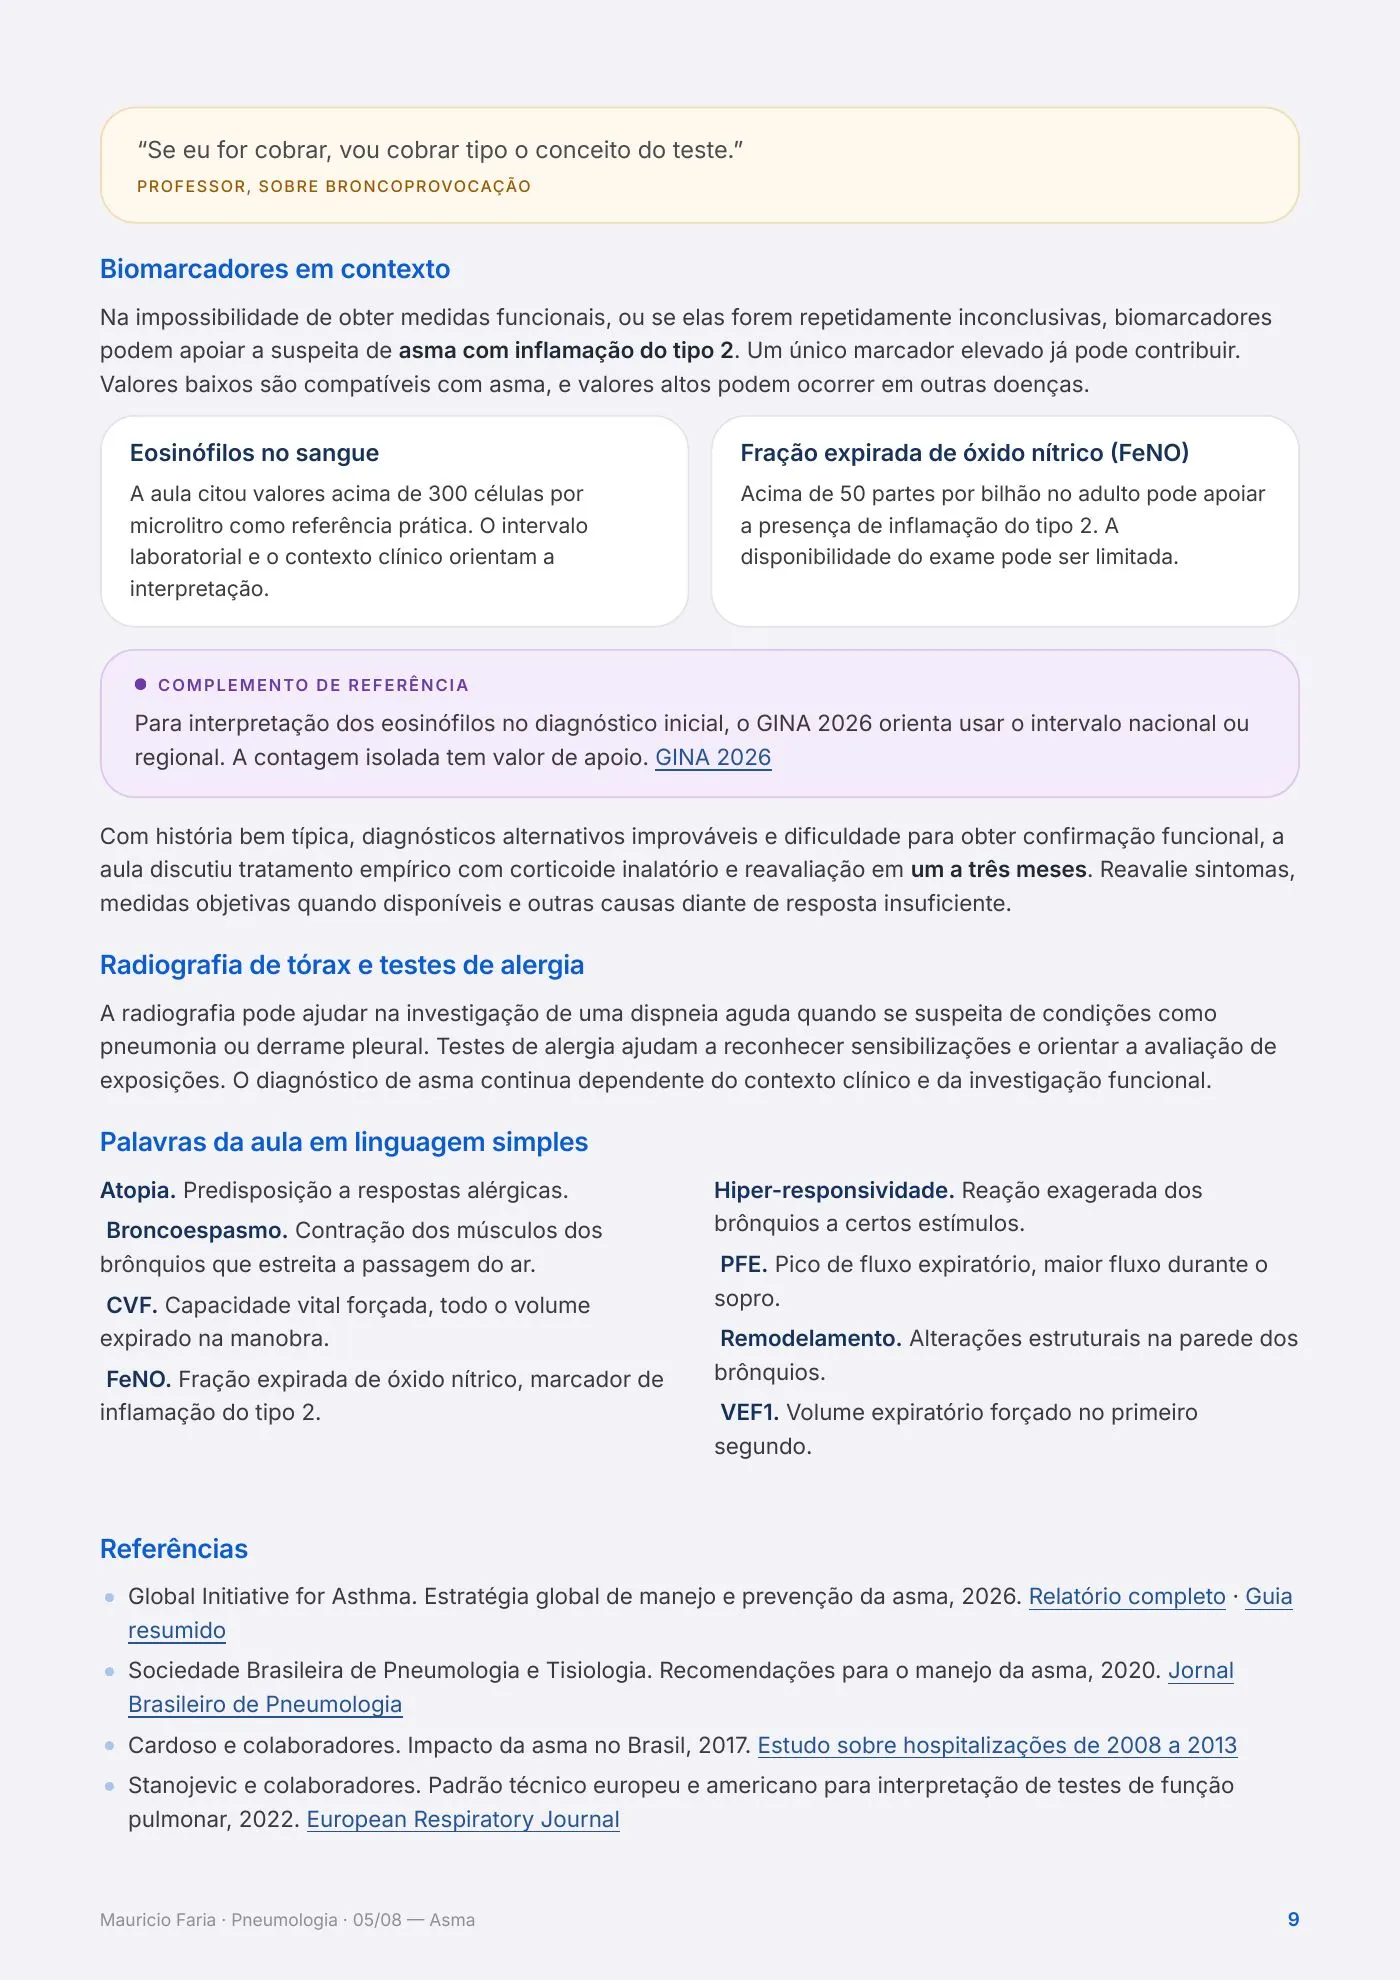 “Se eu for cobrar, vou cobrar tipo o conceito do teste.”
PROFESSOR, SOBRE BRONCOPROVOCAÇÃO
Biomarcadores em contexto
Na impossibilidade de obter medidas funcionais, ou se elas forem repetidamente inconclusivas, biomarcadores
podem apoiar a suspeita de asma com inflamação do tipo 2. Um único marcador elevado já pode contribuir.
Valores baixos são compatíveis com asma, e valores altos podem ocorrer em outras doenças.
Eosinófilos no sangue
A aula citou valores acima de 300 células por
microlitro como referência prática. O intervalo
laboratorial e o contexto clínico orientam a
interpretação.
Fração expirada de óxido nítrico (FeNO)
Acima de 50 partes por bilhão no adulto pode apoiar
a presença de inflamação do tipo 2. A
disponibilidade do exame pode ser limitada.
COMPLEMENTO DE REFERÊNCIA
Para interpretação dos eosinófilos no diagnóstico inicial, o GINA 2026 orienta usar o intervalo nacional ou
regional. A contagem isolada tem valor de apoio. GINA 2026
Com história bem típica, diagnósticos alternativos improváveis e dificuldade para obter confirmação funcional, a
aula discutiu tratamento empírico com corticoide inalatório e reavaliação em um a três meses. Reavalie sintomas,
medidas objetivas quando disponíveis e outras causas diante de resposta insuficiente.
Radiografia de tórax e testes de alergia
A radiografia pode ajudar na investigação de uma dispneia aguda quando se suspeita de condições como
pneumonia ou derrame pleural. Testes de alergia ajudam a reconhecer sensibilizações e orientar a avaliação de
exposições. O diagnóstico de asma continua dependente do contexto clínico e da investigação funcional.
Palavras da aula em linguagem simples
Atopia. Predisposição a respostas alérgicas.
Broncoespasmo. Contração dos músculos dos
brônquios que estreita a passagem do ar.
CVF. Capacidade vital forçada, todo o volume
expirado na manobra.
FeNO. Fração expirada de óxido nítrico, marcador de
inflamação do tipo 2.
Hiper-responsividade. Reação exagerada dos
brônquios a certos estímulos.
PFE. Pico de fluxo expiratório, maior fluxo durante o
sopro.
Remodelamento. Alterações estruturais na parede dos
brônquios.
VEF1. Volume expiratório forçado no primeiro
segundo.
Referências
Global Initiative for Asthma. Estratégia global de manejo e prevenção da asma, 2026. Relatório completo · Guia
resumido
Sociedade Brasileira de Pneumologia e Tisiologia. Recomendações para o manejo da asma, 2020. Jornal
Brasileiro de Pneumologia
Cardoso e colaboradores. Impacto da asma no Brasil, 2017. Estudo sobre hospitalizações de 2008 a 2013
Stanojevic e colaboradores. Padrão técnico europeu e americano para interpretação de testes de função
pulmonar, 2022. European Respiratory Journal
Mauricio Faria · Pneumologia · 05/08 — Asma
9